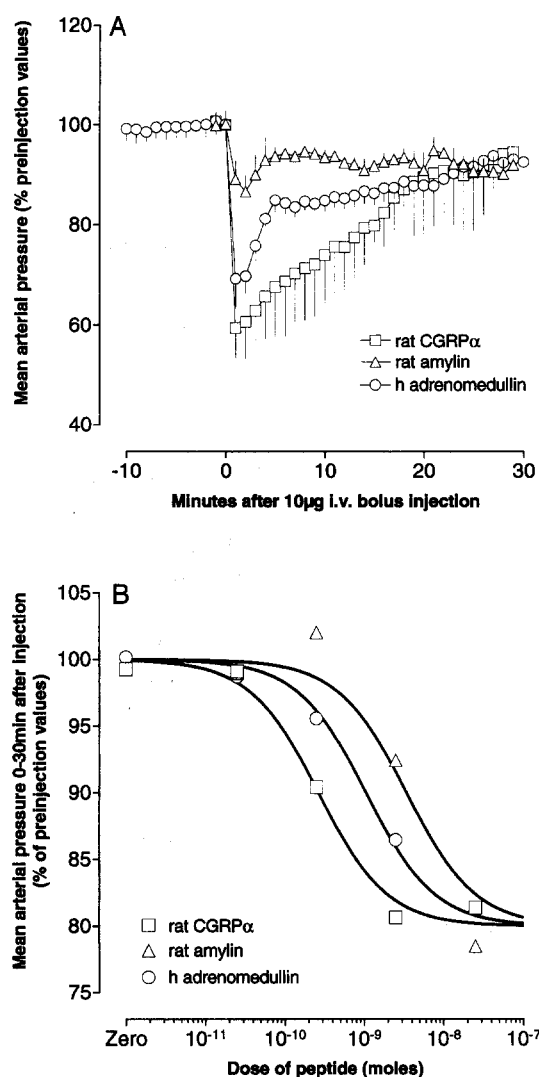 A
Mean arterial pressure (% preinjection values)
120
100
80
60
40
rat CGRPα
rat amylin
h adrenomedullin
-10 0 10 20 30
Minutes after 10µg i.v. bolus injection
B
Mean arterial pressure 0-30min after injection
(% of preinjection values)
105
100
95
90
85
80
75
rat CGRPα
rat amylin
h adrenomedullin
Zero 10⁻¹¹ 10⁻¹⁰ 10⁻⁹ 10⁻⁸ 10⁻⁷
Dose of peptide (moles)